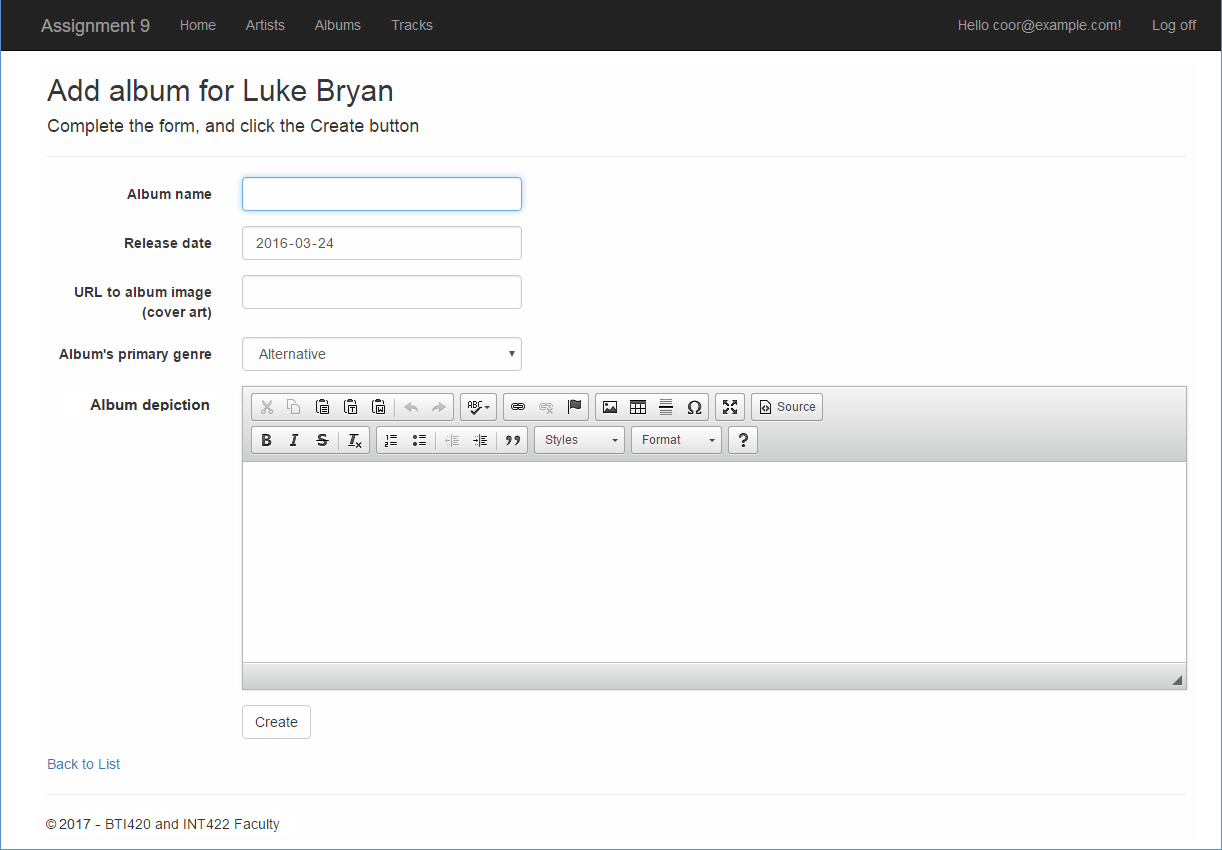 Assignment 9 Home Artists Albums Tracks Hello coor@example.com! Log off
Add album for Luke Bryan
Complete the form, and click the Create button
Album name
Release date 2016-03-24
URL to album image
(cover art)
Album's primary genre Alternative
Album depiction
ABC Ω Source
B I S Tx Styles Format ?
Create
Back to List
© 2017 - BTI420 and INT422 Faculty